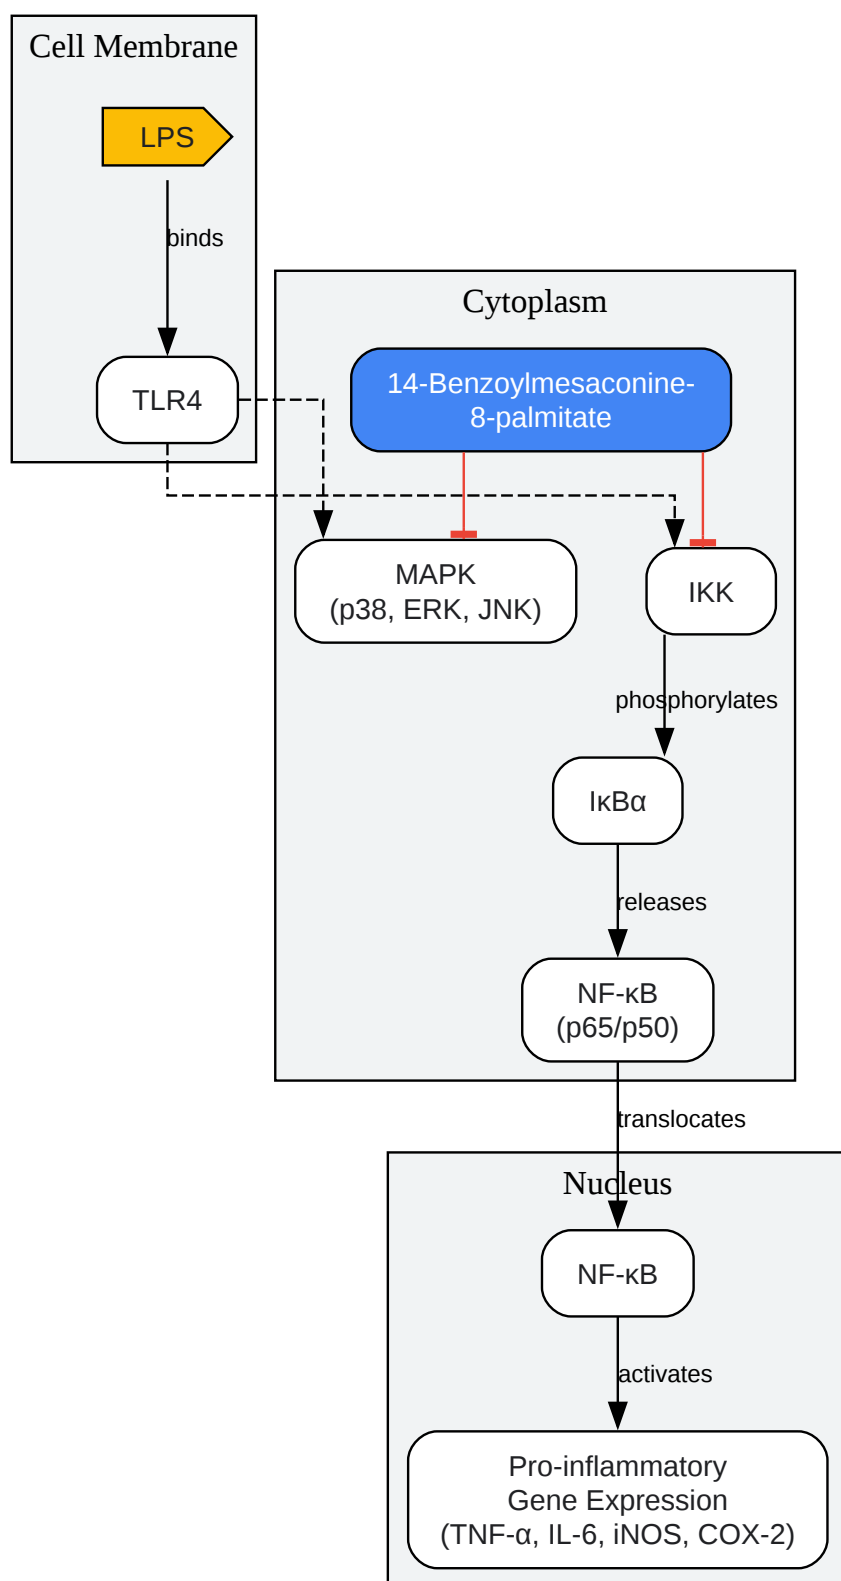 Cell Membrane
LPS
binds
TLR4
Cytoplasm
14-Benzoylmesaconine-
8-palmitate
MAPK
(p38, ERK, JNK)
IKK
phosphorylates
IκBα
releases
NF-κB
(p65/p50)
translocates
Nucleus
NF-κB
activates
Pro-inflammatory
Gene Expression
(TNF-α, IL-6, iNOS, COX-2)